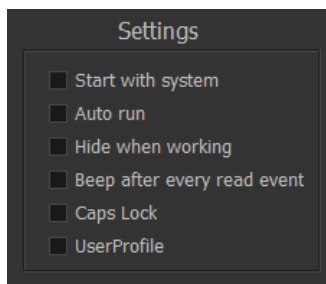 Settings
Start with system
Auto run
Hide when working
Beep after every read event
Caps Lock
UserProfile